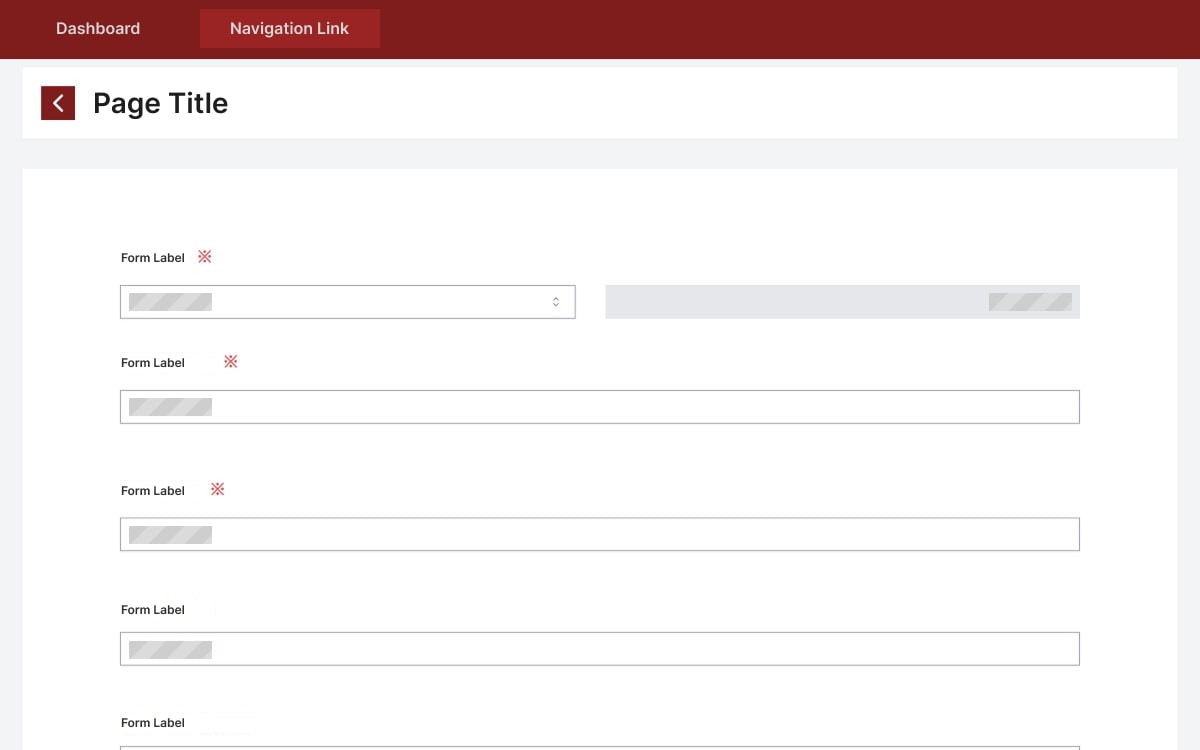 Dashboard
Navigation Link
Page Title
Form Label ※
Form Label ※
Form Label ※
Form Label
Form Label